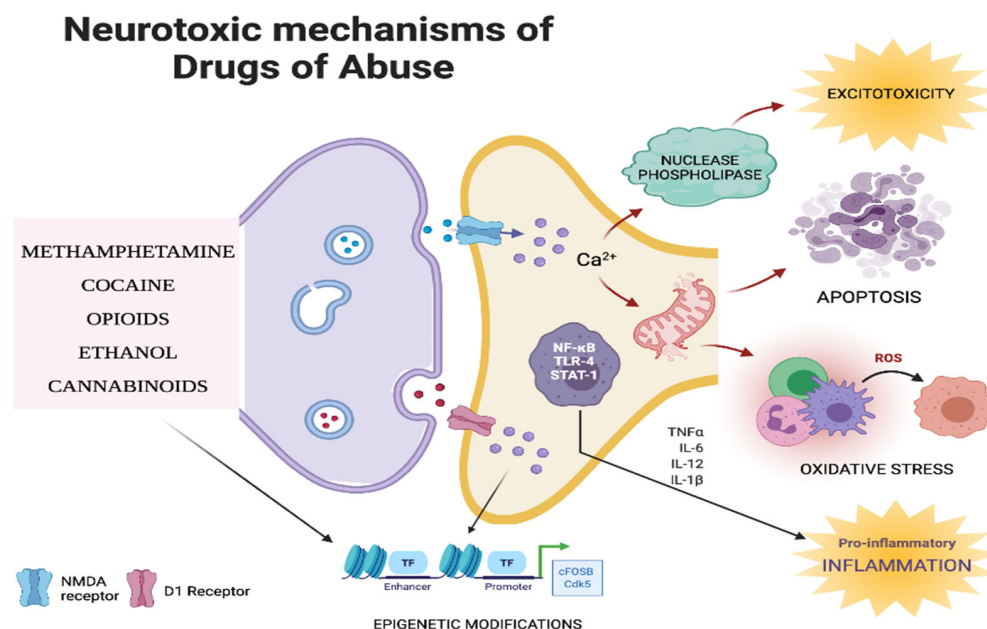 Neurotoxic mechanisms of
Drugs of Abuse
METHAMPHETAMINE
COCAINE
OPIOIDS
ETHANOL
CANNABINOIDS
NUCLEASE
PHOSPHOLIPASE
EXCITOTOXICITY
Ca²⁺
APOPTOSIS
NF-κB
TLR-4
STAT-1
ROS
OXIDATIVE STRESS
TNFα
IL-6
IL-12
IL-1β
Pro-inflammatory
INFLAMMATION
TF
TF
Enhancer
Promoter
cFOSB
Cdk5
EPIGENETIC MODIFICATIONS
NMDA
receptor
D1 Receptor